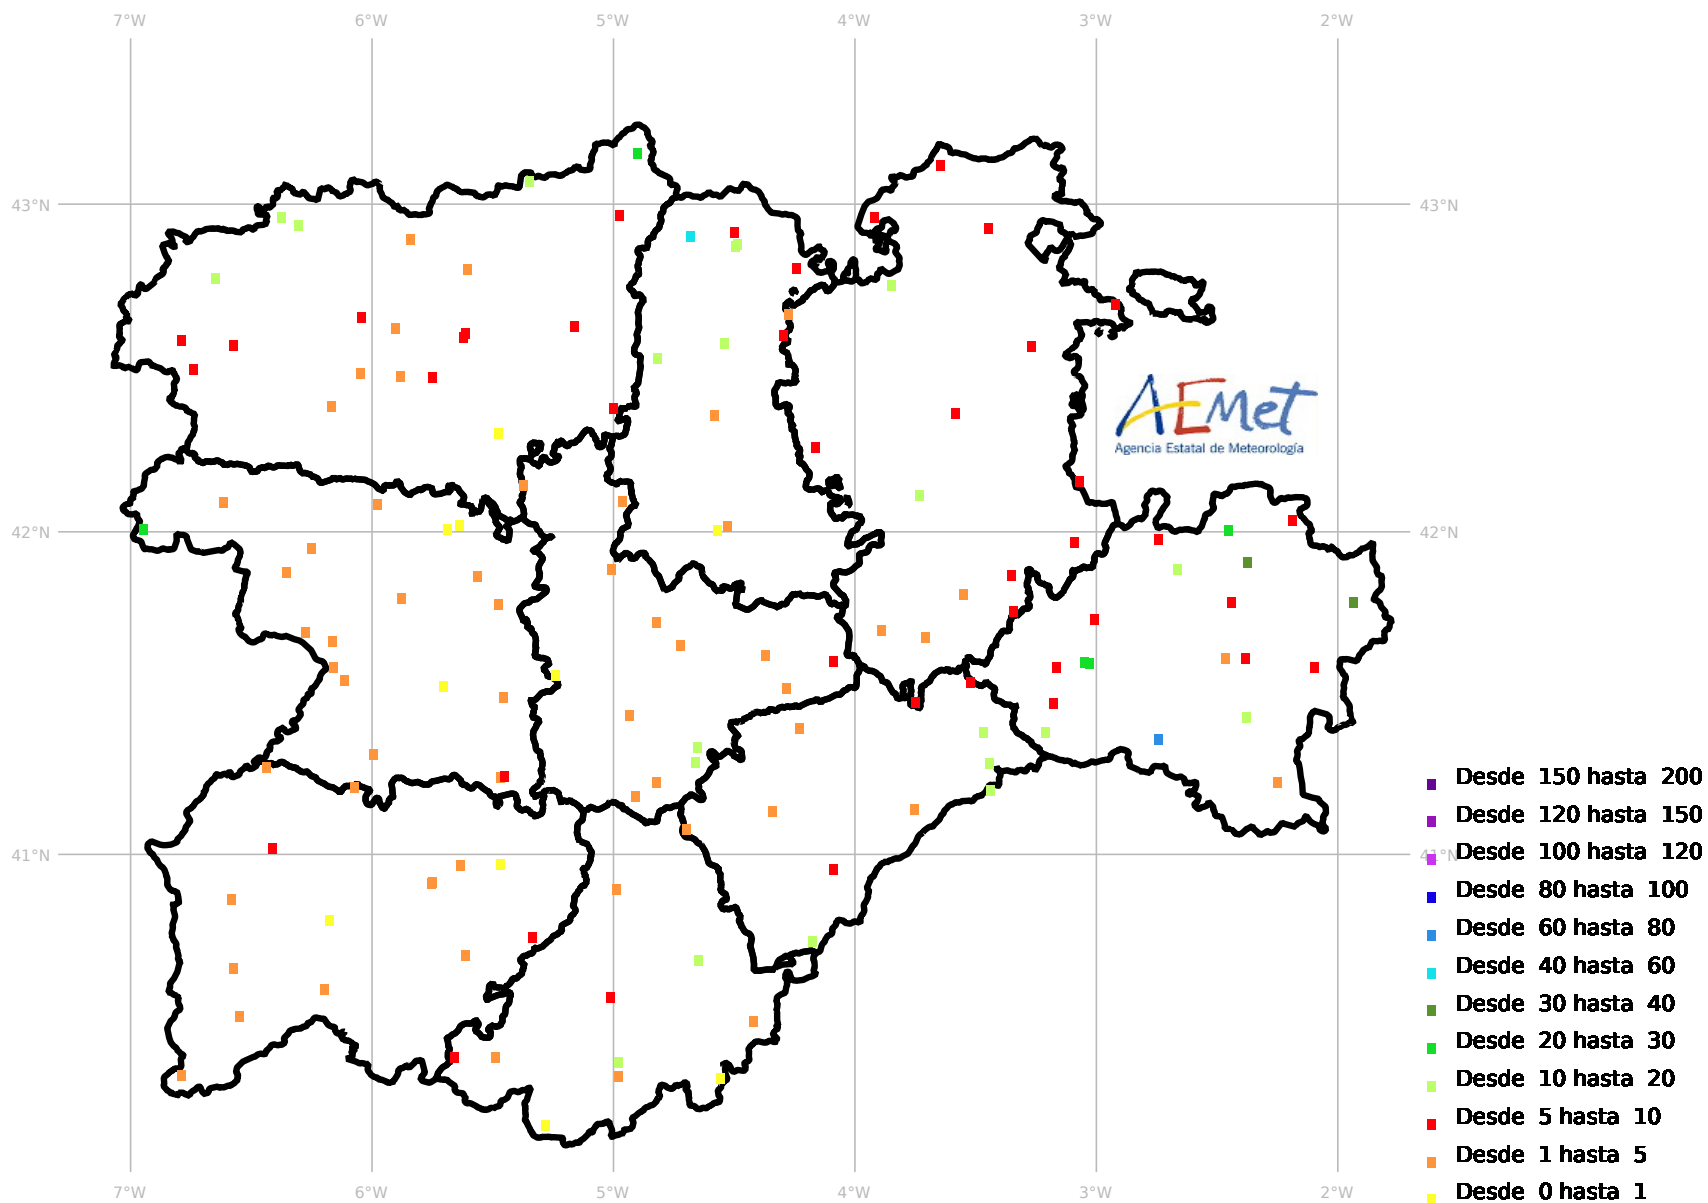 7°W 6°W 5°W 4°W 3°W 2°W
43°N 43°N
AEMet
Agencia Estatal de Meteorología
42°N 42°N
Desde 150 hasta 200
Desde 120 hasta 150
Desde 100 hasta 120
41°N 41°N
Desde 80 hasta 100
Desde 60 hasta 80
Desde 40 hasta 60
Desde 30 hasta 40
Desde 20 hasta 30
Desde 10 hasta 20
Desde 5 hasta 10
Desde 1 hasta 5
Desde 0 hasta 1
7°W 6°W 5°W 4°W 3°W 2°W